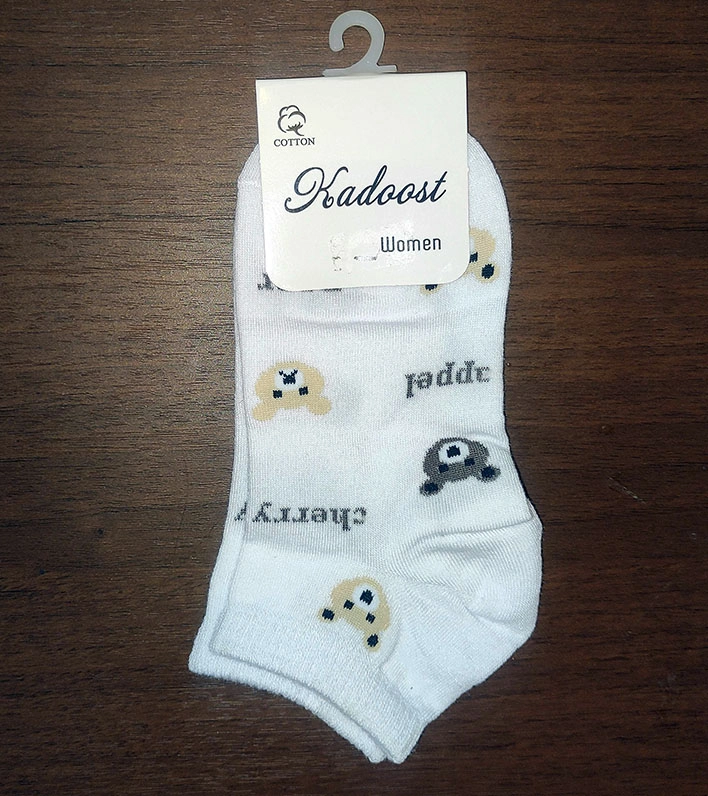 COTTON
Kadoost
Women
appel
cherry